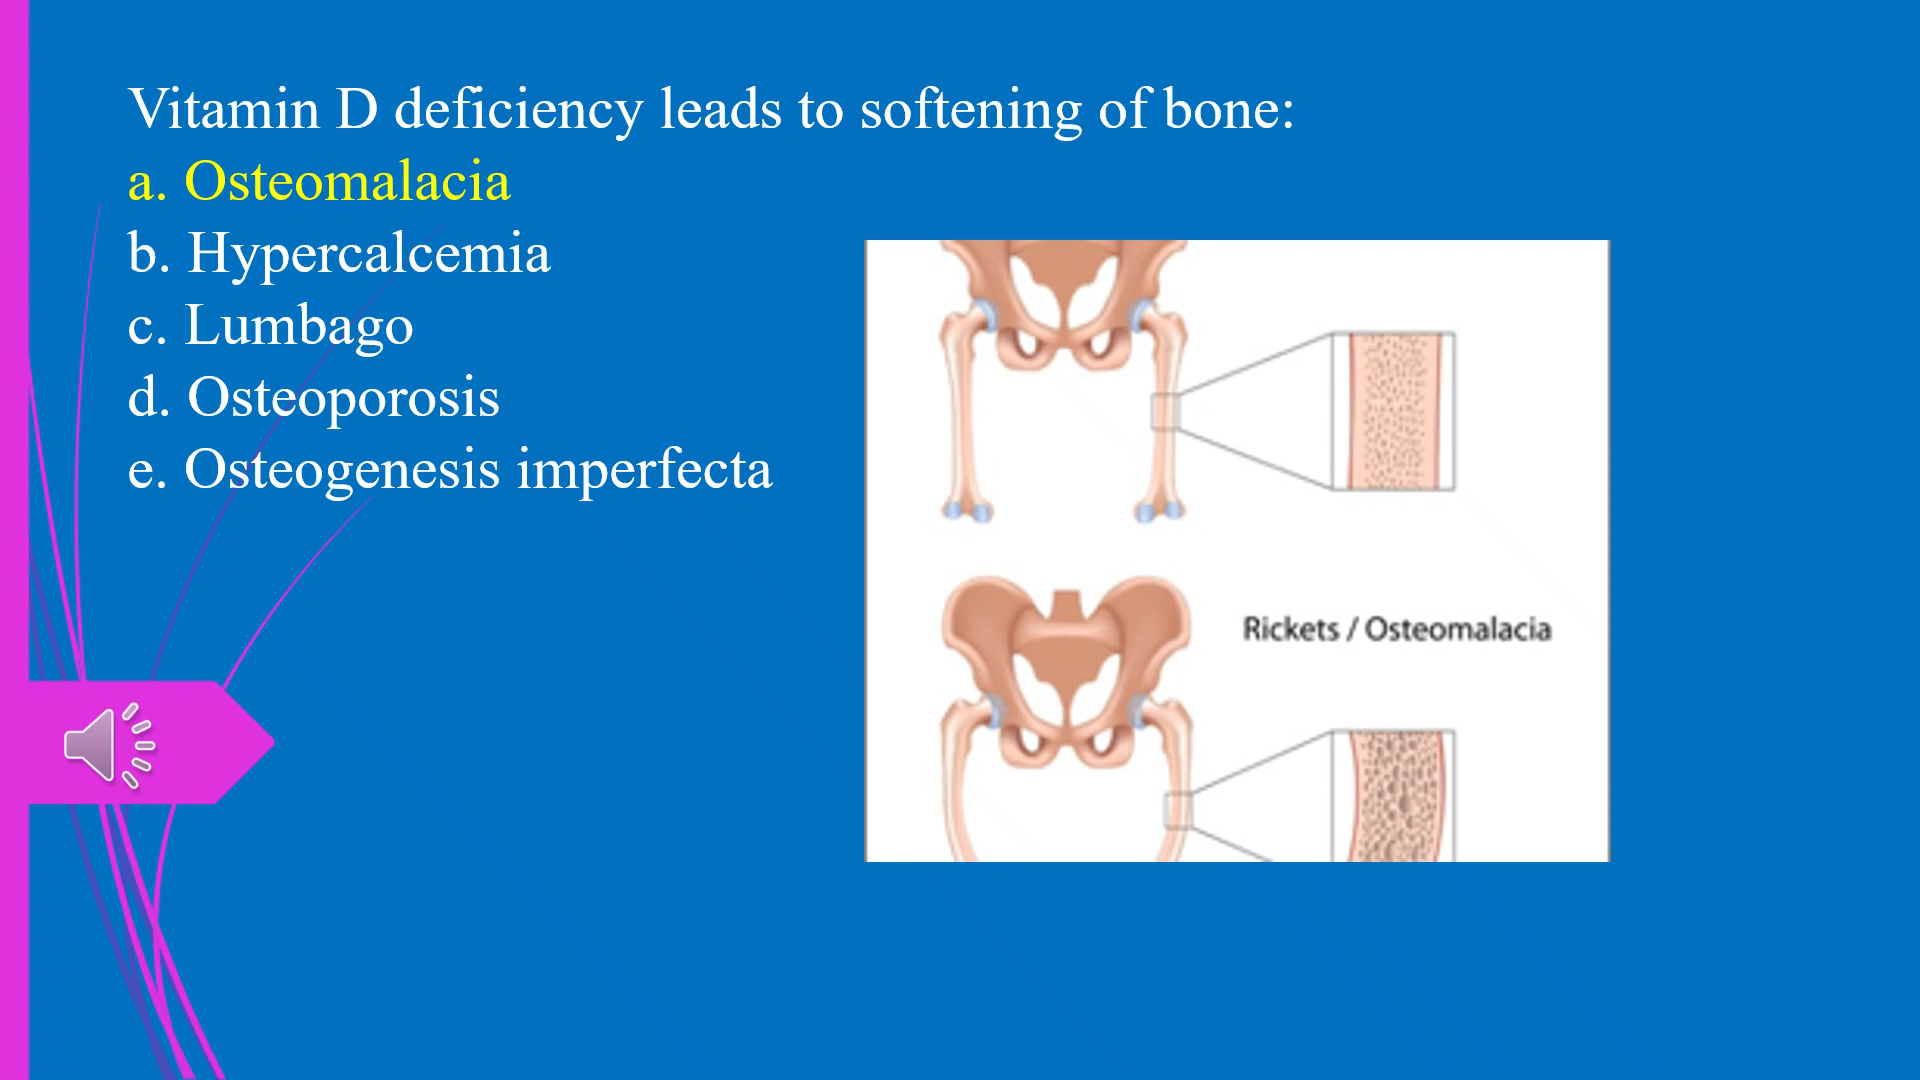 Vitamin D deficiency leads to softening of bone:
a. Osteomalacia
b. Hypercalcemia
c. Lumbago
d. Osteoporosis
e. Osteogenesis imperfecta
Rickets / Osteomalacia